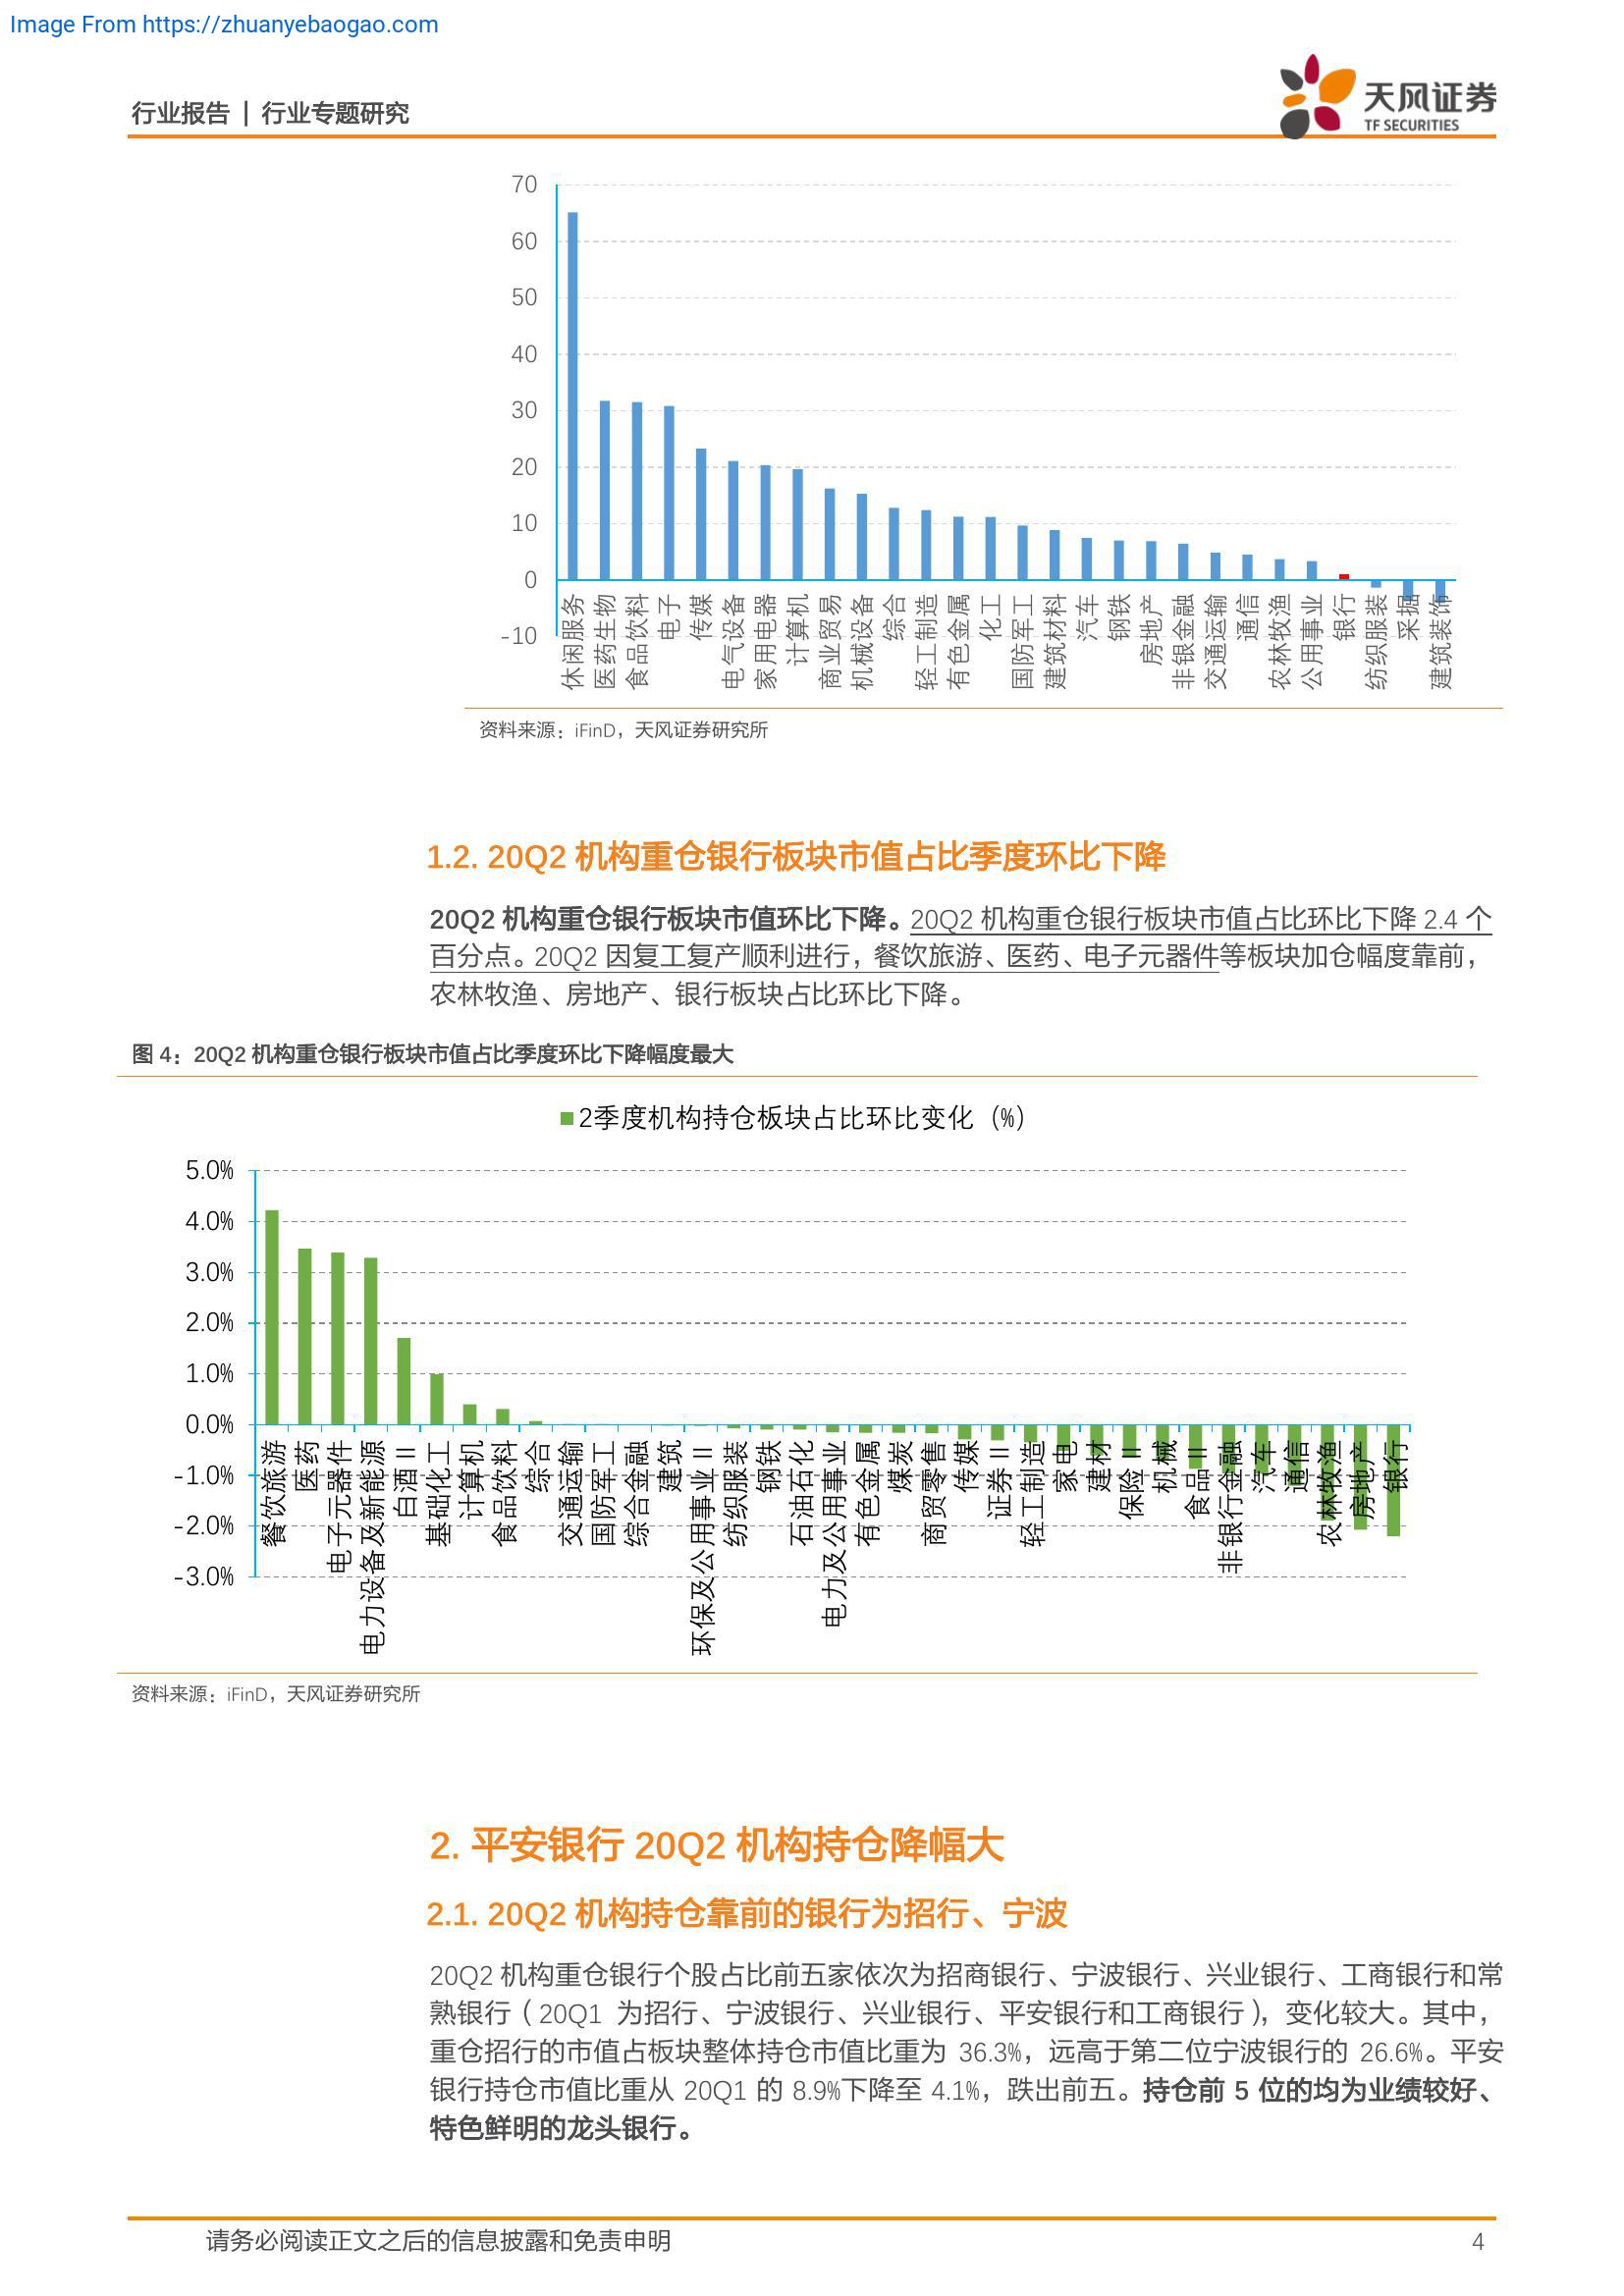 Image From https://zhuanyebaogao.com
行业报告 | 行业专题研究
天风证券
TF SECURITIES
70
60
50
40
30
20
10
0
-10
休闲服务
医药生物
食品饮料
电子
传媒
电气设备
家用电器
计算机
商业贸易
机械设备
综合
轻工制造
有色金属
化工
国防军工
建筑材料
汽车
钢铁
房地产
非银金融
交通运输
通信
农林牧渔
公用事业
银行
纺织服装
采掘
建筑装饰
资料来源：iFinD，天风证券研究所
1.2. 20Q2 机构重仓银行板块市值占比季度环比下降
20Q2 机构重仓银行板块市值环比下降。20Q2 机构重仓银行板块市值占比环比下降 2.4 个
百分点。20Q2 因复工复产顺利进行，餐饮旅游、医药、电子元器件等板块加仓幅度靠前，
农林牧渔、房地产、银行板块占比环比下降。
图 4：20Q2 机构重仓银行板块市值占比季度环比下降幅度最大
2季度机构持仓板块占比环比变化（%）
5.0%
4.0%
3.0%
2.0%
1.0%
0.0%
-1.0%
-2.0%
-3.0%
餐饮旅游
医药
电子元器件
电力设备及新能源
白酒Ⅱ
基础化工
计算机
食品饮料
综合
交通运输
国防军工
综合金融
建筑
环保及公用事业Ⅱ
纺织服装
钢铁
石油石化
电力及公用事业
有色金属
煤炭
商贸零售
传媒
证券Ⅱ
轻工制造
家电
建材
保险Ⅱ
机械
食品Ⅱ
非银行金融
汽车
通信
农林牧渔
房地产
银行
资料来源：iFinD，天风证券研究所
2. 平安银行 20Q2 机构持仓降幅大
2.1. 20Q2 机构持仓靠前的银行为招行、宁波
20Q2 机构重仓银行个股占比前五家依次为招商银行、宁波银行、兴业银行、工商银行和常
熟银行（20Q1 为招行、宁波银行、兴业银行、平安银行和工商银行），变化较大。其中，
重仓招行的市值占板块整体持仓市值比重为 36.3%，远高于第二位宁波银行的 26.6%。平安
银行持仓市值比重从 20Q1 的 8.9%下降至 4.1%，跌出前五。持仓前 5 位的均为业绩较好、
特色鲜明的龙头银行。
请务必阅读正文之后的信息披露和免责申明
4